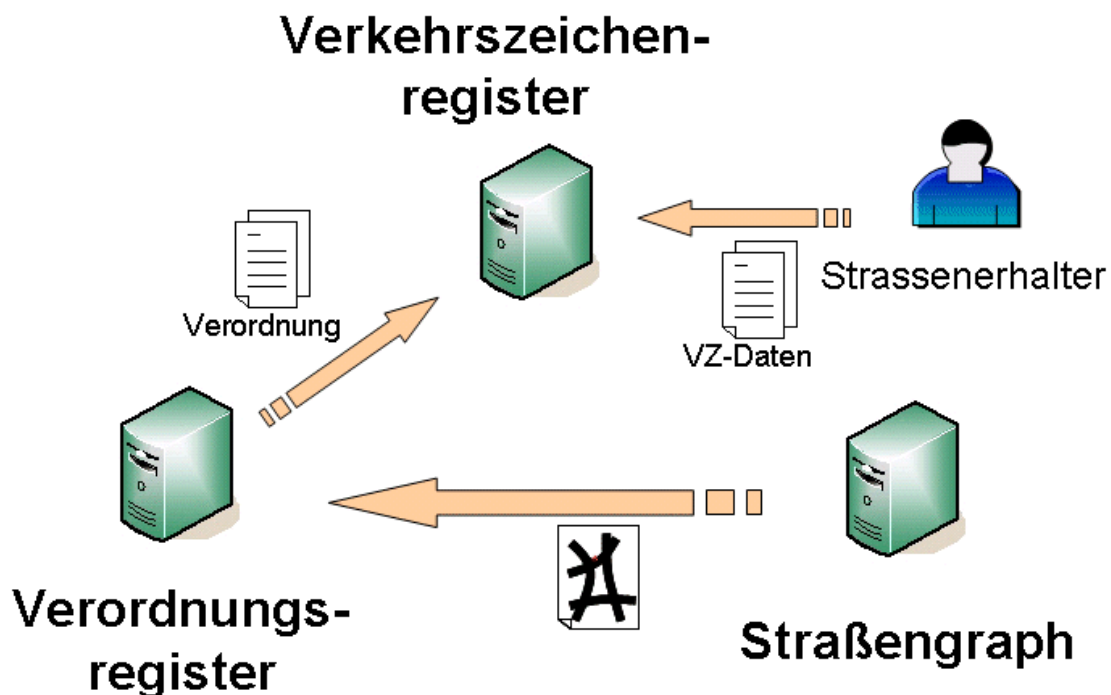 Verkehrszeichen-
register
Strassenerhalter
Verordnung
VZ-Daten
Verordnungs-
register
Straßengraph